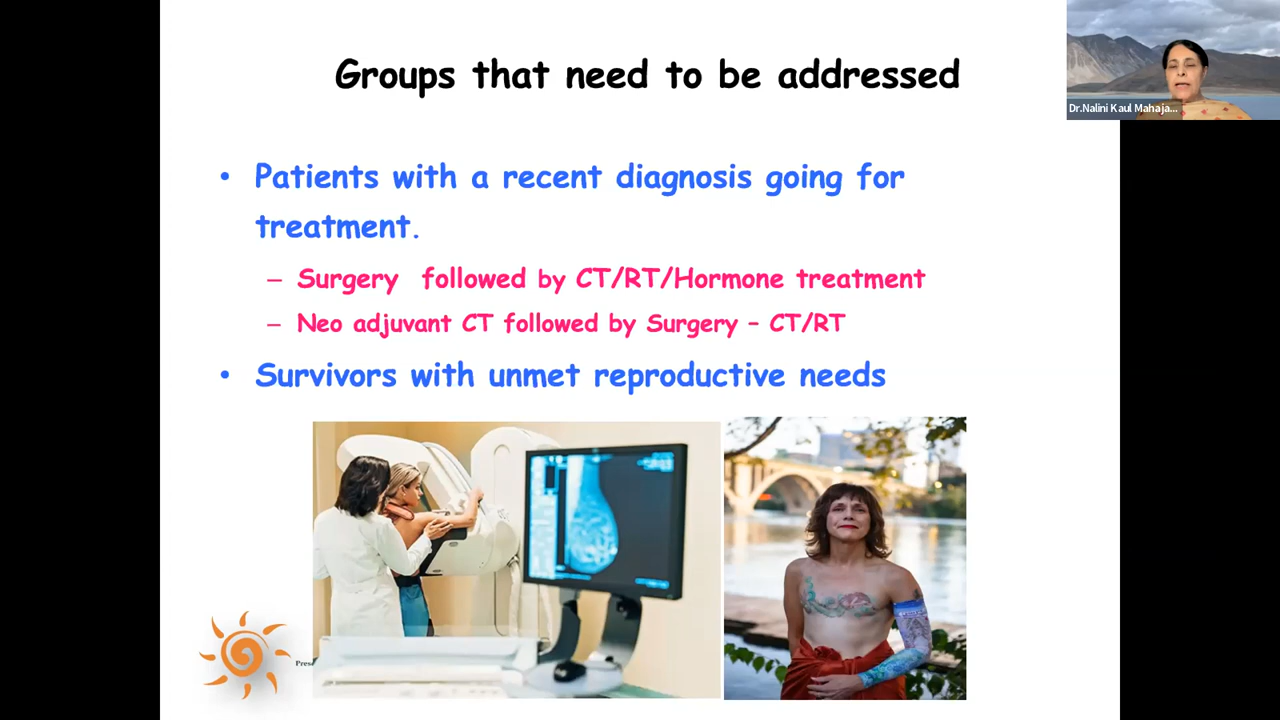 Groups that need to be addressed
Dr.Nalini Kaul Mahaja...
• Patients with a recent diagnosis going for
treatment.
– Surgery followed by CT/RT/Hormone treatment
– Neo adjuvant CT followed by Surgery – CT/RT
• Survivors with unmet reproductive needs